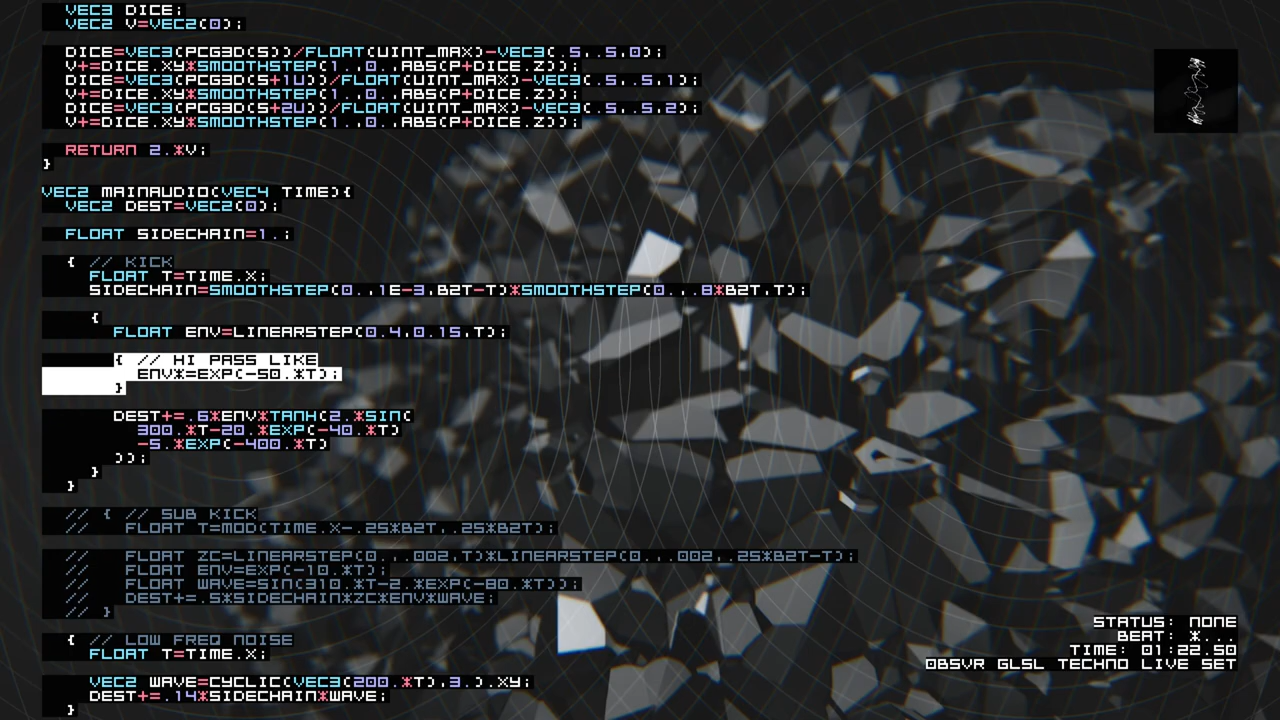 VEC3 DICE;
VEC2 V=VEC2(0);
DICE=VEC3(PCG3D(S))/FLOAT(UINT_MAX)-VEC3(.5,.5,0);
V+=DICE.XY*SMOOTHSTEP(1.,0.,ABS(P+DICE.Z));
DICE=VEC3(PCG3D(S+1U))/FLOAT(UINT_MAX)-VEC3(.5,.5,1);
V+=DICE.XY*SMOOTHSTEP(1.,0.,ABS(P+DICE.Z));
DICE=VEC3(PCG3D(S+2U))/FLOAT(UINT_MAX)-VEC3(.5,.5,2);
V+=DICE.XY*SMOOTHSTEP(1.,0.,ABS(P+DICE.Z));
RETURN 2.*V;
}
VEC2 MAINAUDIO(VEC4 TIME){
VEC2 DEST=VEC2(0);
FLOAT SIDECHAIN=1.;
{ // KICK
FLOAT T=TIME.X;
SIDECHAIN=SMOOTHSTEP(0.,1E-3,B2T-T)*SMOOTHSTEP(0.,.8*B2T,T);
{
FLOAT ENV=LINEARSTEP(0.4,0.15,T);
{ // HI PASS LIKE
ENV*=EXP(-50.*T);
}
DEST+=.6*ENV*TANH(2.*SIN(
300.*T-20.*EXP(-40.*T)
-5.*EXP(-400.*T)
));
}
}
// { // SUB KICK
// FLOAT T=MOD(TIME.X-.25*B2T,.25*B2T);
// FLOAT ZC=LINEARSTEP(0.,.002,T)*LINEARSTEP(0.,.002,.25*B2T-T);
// FLOAT ENV=EXP(-10.*T);
// FLOAT WAVE=SIN(310.*T-2.*EXP(-80.*T));
// DEST+=.5*SIDECHAIN*ZC*ENV*WAVE;
// }
{ // LOW FREQ NOISE
FLOAT T=TIME.X;
VEC2 WAVE=CYCLIC(VEC3(200.*T),3.).XY;
DEST+=.14*SIDECHAIN*WAVE;
}
STATUS: NONE
BEAT: *...
TIME: 01:22.50
0BSVR GLSL TECHNO LIVE SET